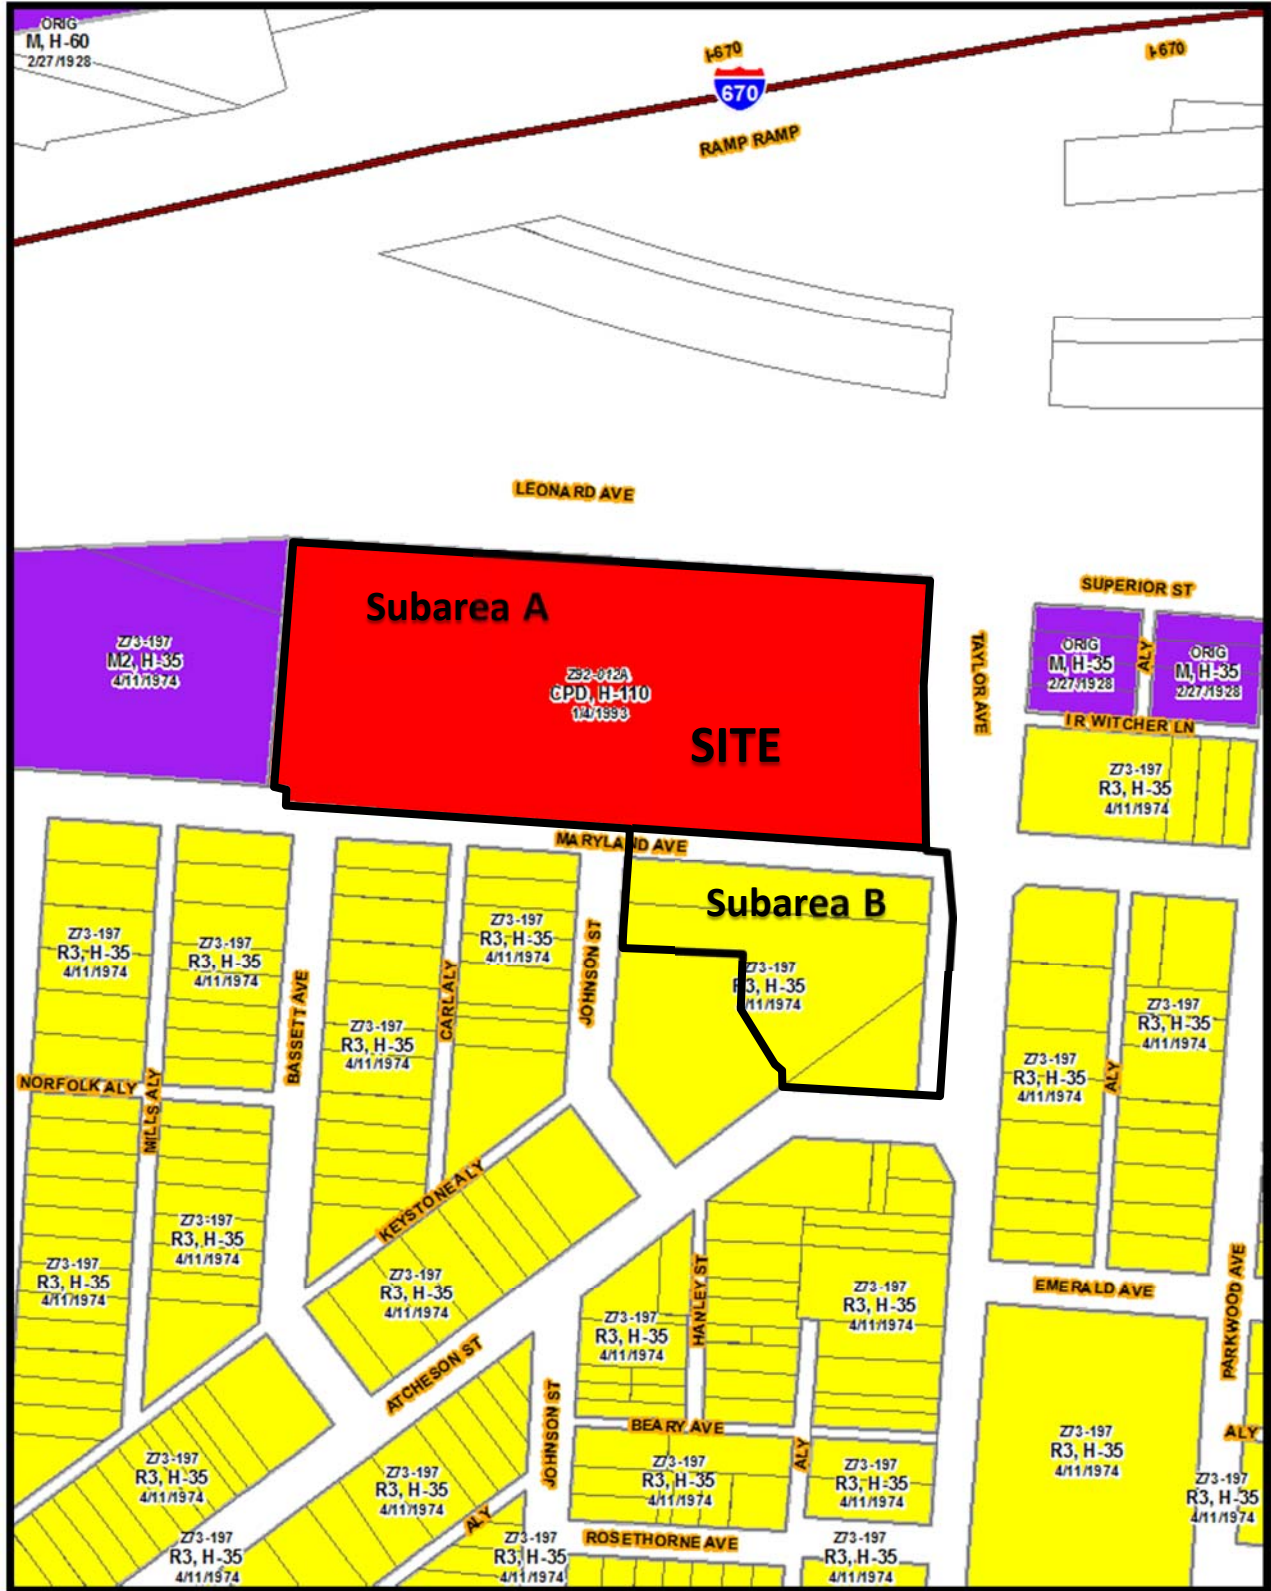 ORIG
M, H-60
2/27/1928
I-670
I-670
670
RAMP RAMP
LEONARD AVE
Subarea A
SUPERIOR ST
Z73-197
M2, H-35
4/11/1974
Z92-012A
CPD, H-110
1/4/1993
SITE
TAYLOR AVE
ORIG
M, H-35
2/27/1928
ALY
ORIG
M, H-35
2/27/1928
I R WITCHER LN
Z73-197
R3, H-35
4/11/1974
MARYLAND AVE
Subarea B
Z73-197
R3, H-35
4/11/1974
Z73-197
R3, H-35
4/11/1974
Z73-197
R3, H-35
4/11/1974
JOHNSON ST
Z73-197
R3, H-35
/11/1974
BASSETT AVE
CARL ALY
Z73-197
R3, H-35
4/11/1974
Z73-197
R3, H-35
4/11/1974
ALY
Z73-197
R3, H-35
4/11/1974
NORFOLK ALY
MILLS ALY
KEYSTONE ALY
Z73-197
R3, H-35
4/11/1974
Z73-197
R3, H-35
4/11/1974
Z73-197
R3, H-35
4/11/1974
HANLEY ST
Z73-197
R3, H-35
4/11/1974
Z73-197
R3, H-35
4/11/1974
EMERALD AVE
PARKWOOD AVE
ATCHESON ST
JOHNSON ST
BEARY AVE
ALY
ALY
Z73-197
R3, H-35
4/11/1974
Z73-197
R3, H-35
4/11/1974
Z73-197
R3, H-35
4/11/1974
Z73-197
R3, H-35
4/11/1974
Z73-197
R3, H-35
4/11/1974
Z73-197
R3, H-35
4/11/1974
ALY
ROSETHORNE AVE
Z73-197
R3, H-35
4/11/1974
Z73-197
R3, H-35
4/11/1974
Z73-197
R3, H-35
4/11/1974